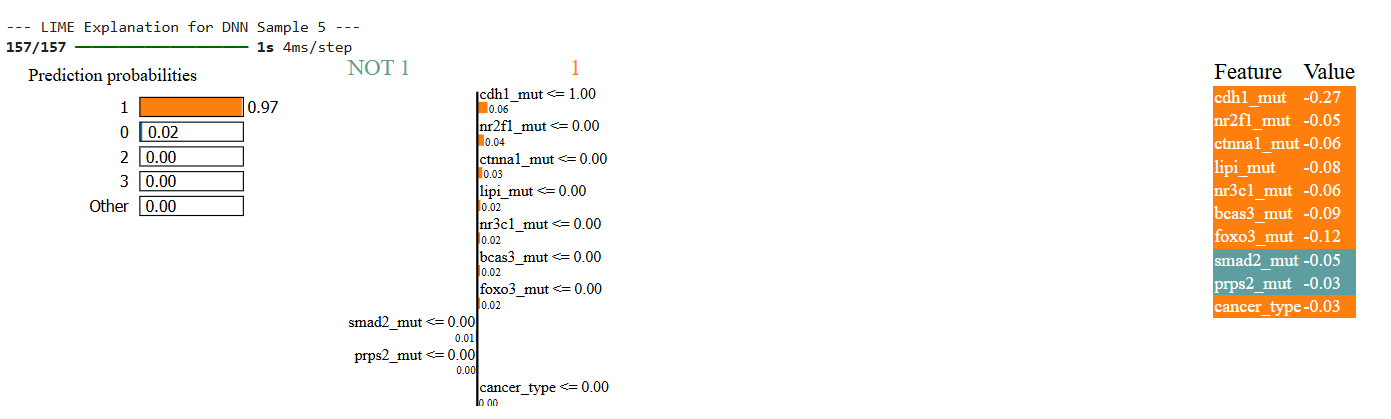 --- LIME Explanation for DNN Sample 5 ---
157/157 ━━━━━━━━━━━━━━━━━━━━ 1s 4ms/step
Prediction probabilities
1 0.97
0 0.02
2 0.00
3 0.00
Other 0.00
NOT 1 1
cdh1_mut <= 1.00
0.06
nr2f1_mut <= 0.00
0.04
ctnna1_mut <= 0.00
0.03
lipi_mut <= 0.00
0.02
nr3c1_mut <= 0.00
0.02
bcas3_mut <= 0.00
0.02
foxo3_mut <= 0.00
0.02
smad2_mut <= 0.00
0.01
prps2_mut <= 0.00
0.00
cancer_type <= 0.00
0.00
Feature Value
cdh1_mut -0.27
nr2f1_mut -0.05
ctnna1_mut -0.06
lipi_mut -0.08
nr3c1_mut -0.06
bcas3_mut -0.09
foxo3_mut -0.12
smad2_mut -0.05
prps2_mut -0.03
cancer_type -0.03